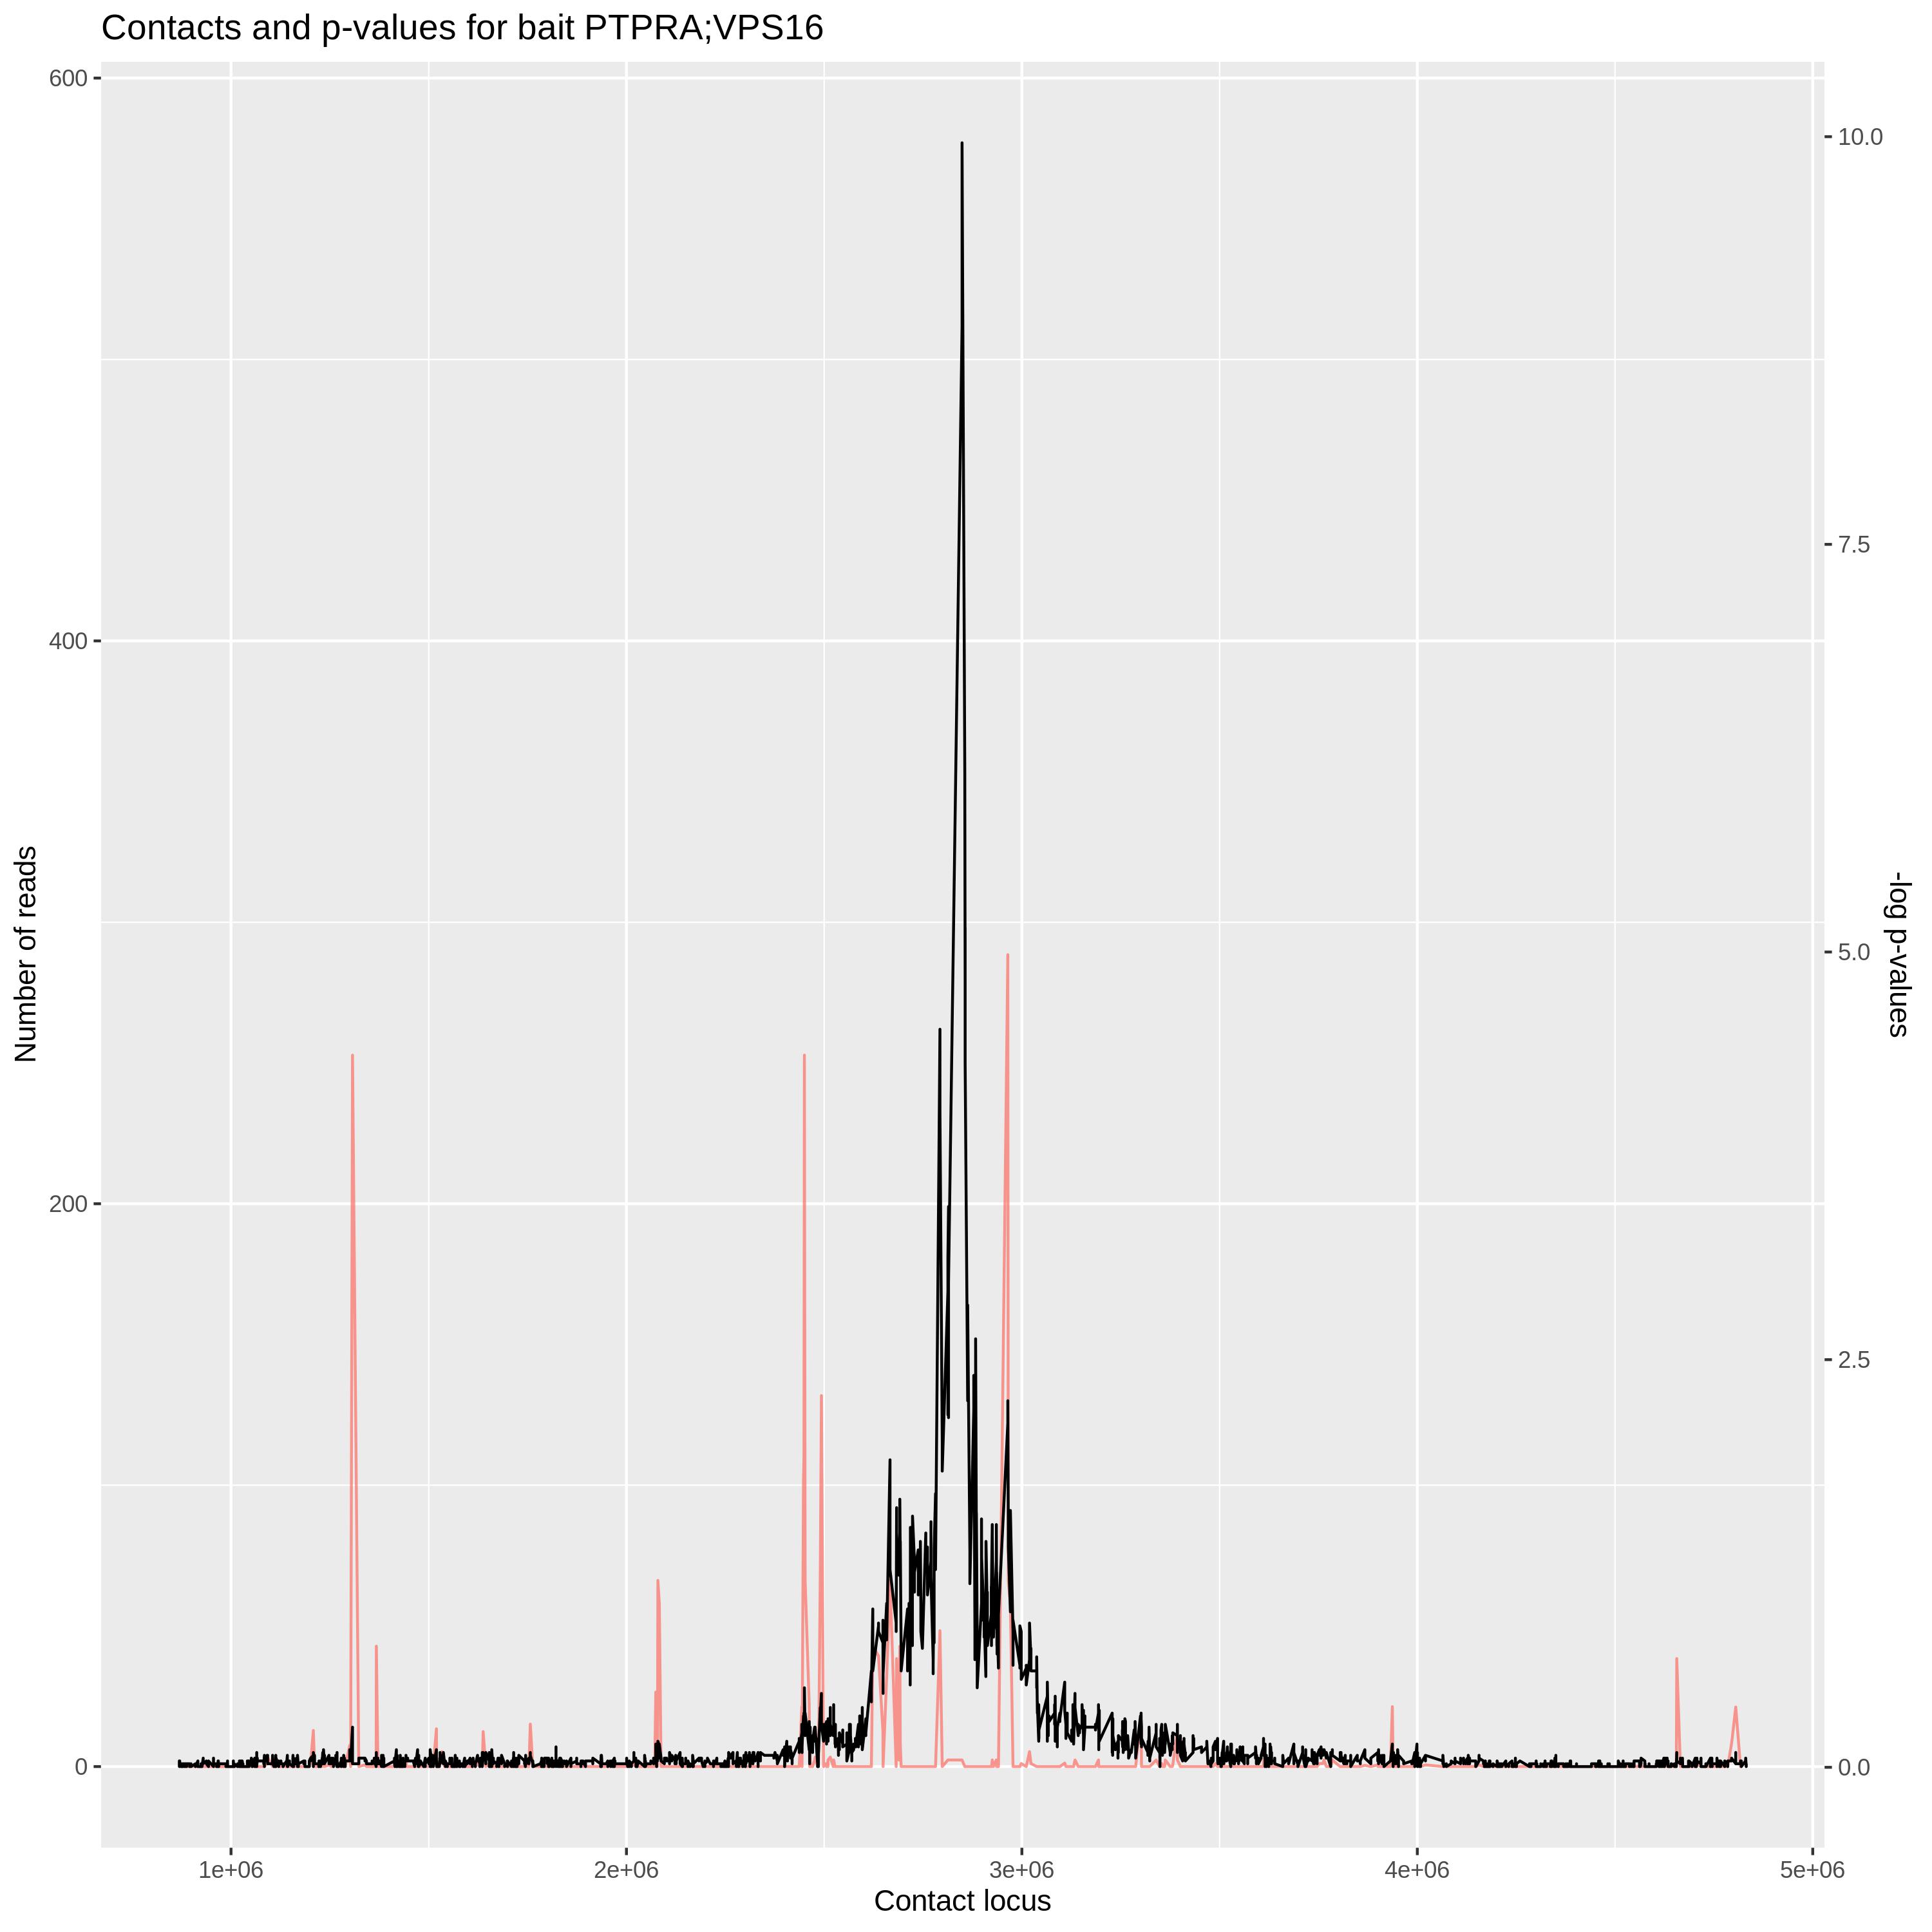 Contacts and p-values for bait PTPRA;VPS16
600
400
200
0
Number of reads
10.0
7.5
5.0
2.5
0.0
-log p-values
1e+06
2e+06
3e+06
4e+06
5e+06
Contact locus